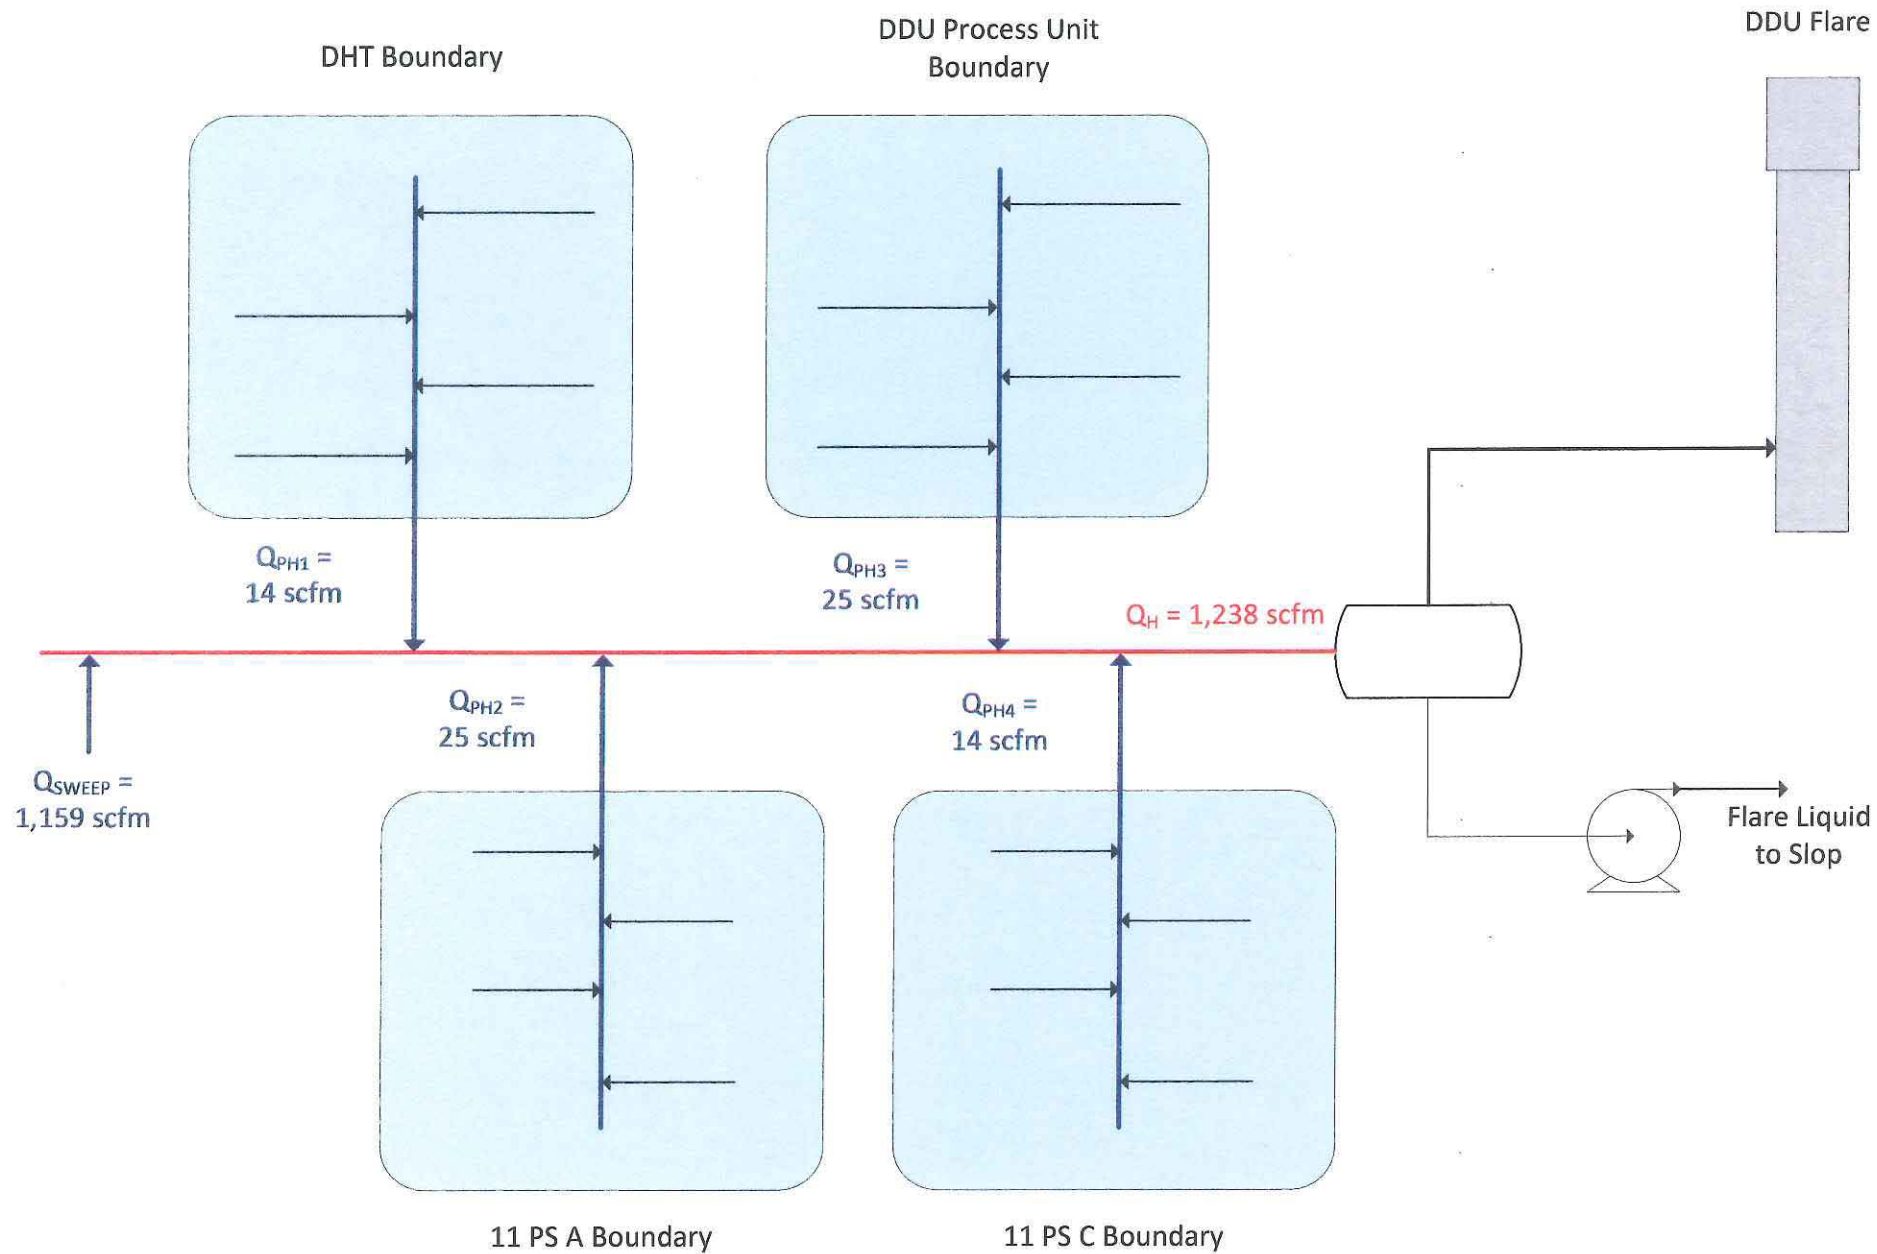 DHT Boundary
DDU Process Unit
Boundary
DDU Flare
QPH1 =
14 scfm
QPH3 =
25 scfm
QH = 1,238 scfm
QPH2 =
25 scfm
QPH4 =
14 scfm
QSWEEP =
1,159 scfm
Flare Liquid
to Slop
11 PS A Boundary
11 PS C Boundary